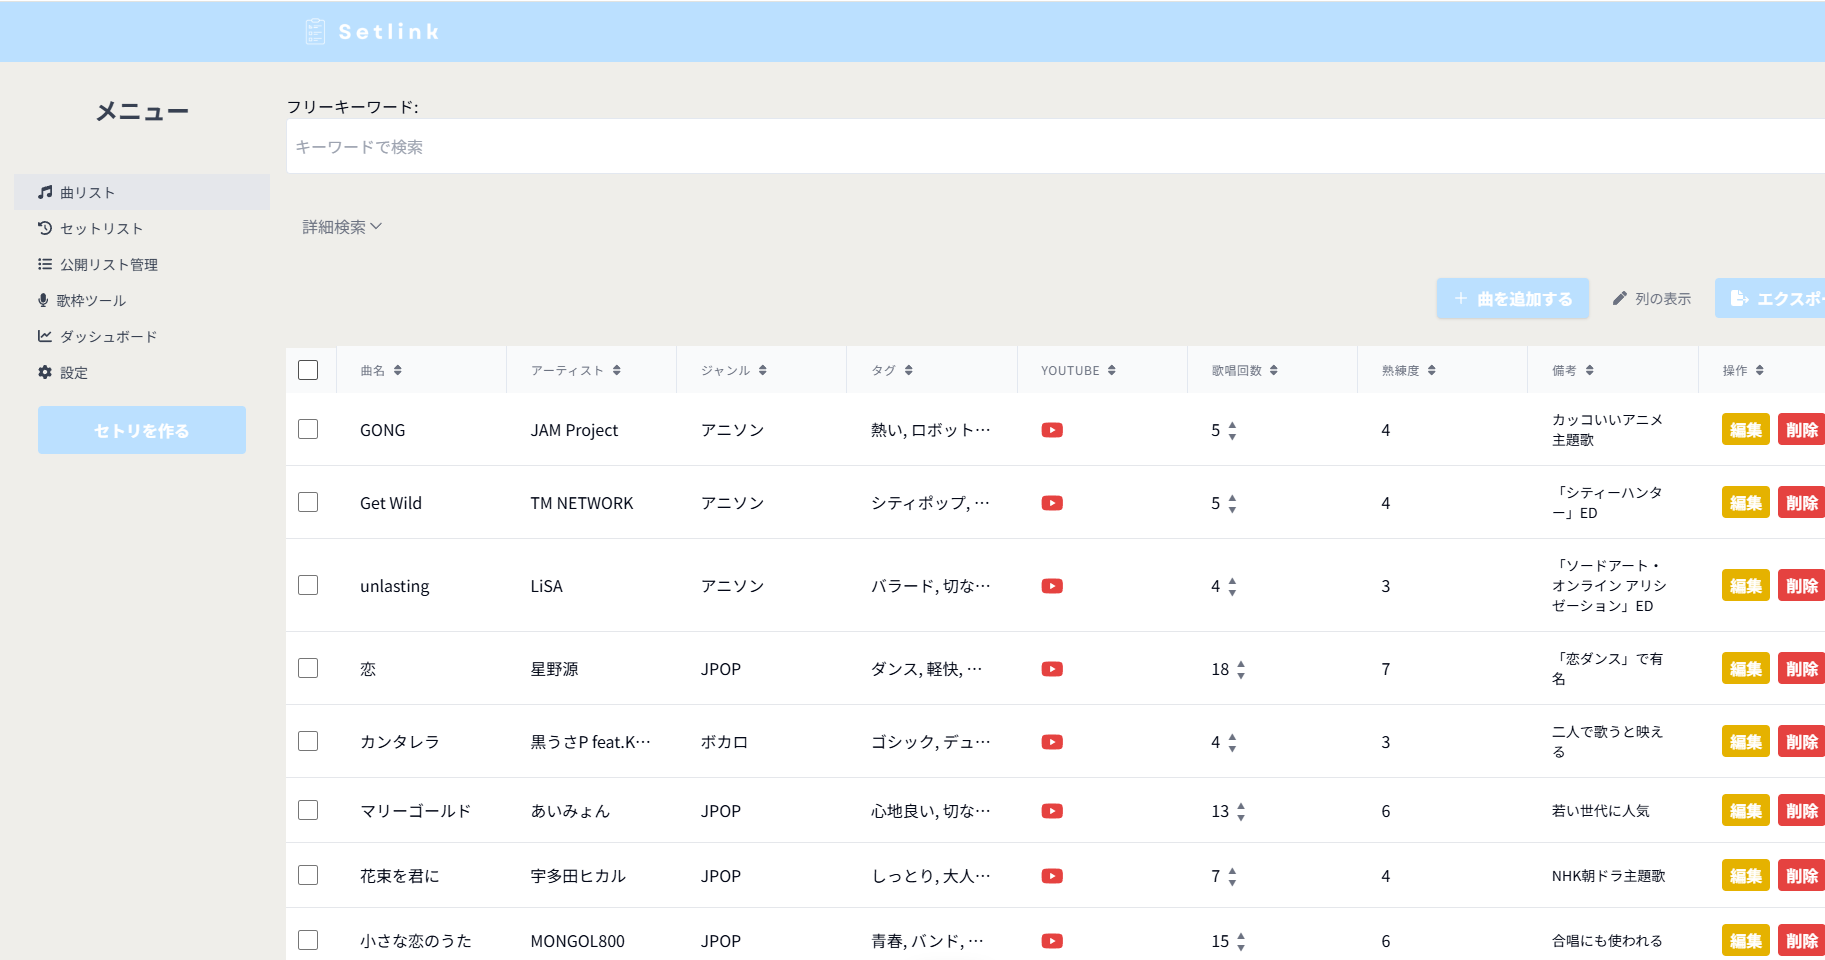 Setlink
メニュー
曲リスト
セットリスト
公開リスト管理
歌枠ツール
ダッシュボード
設定
セトリを作る
フリーキーワード:
キーワードで検索
詳細検索
曲を追加する
列の表示
エクスポー
曲名 アーティスト ジャンル タグ YOUTUBE 歌唱回数 熟練度 備考 操作
GONG JAM Project アニソン 熱い, ロボット… 5 4 カッコいいアニメ
主題歌 編集 削除
Get Wild TM NETWORK アニソン シティポップ, … 5 4 「シティーハンタ
ー」ED 編集 削除
unlasting LiSA アニソン バラード, 切な… 4 3 「ソードアート・
オンライン アリシ
ゼーション」ED 編集 削除
恋 星野源 JPOP ダンス, 軽快, … 18 7 「恋ダンス」で有
名 編集 削除
カンタレラ 黒うさP feat.K… ボカロ ゴシック, デュ… 4 3 二人で歌うと映え
る 編集 削除
マリーゴールド あいみょん JPOP 心地良い, 切な… 13 6 若い世代に人気 編集 削除
花束を君に 宇多田ヒカル JPOP しっとり, 大人… 7 4 NHK朝ドラ主題歌 編集 削除
小さな恋のうた MONGOL800 JPOP 青春, バンド, … 15 6 合唱にも使われる 編集 削除